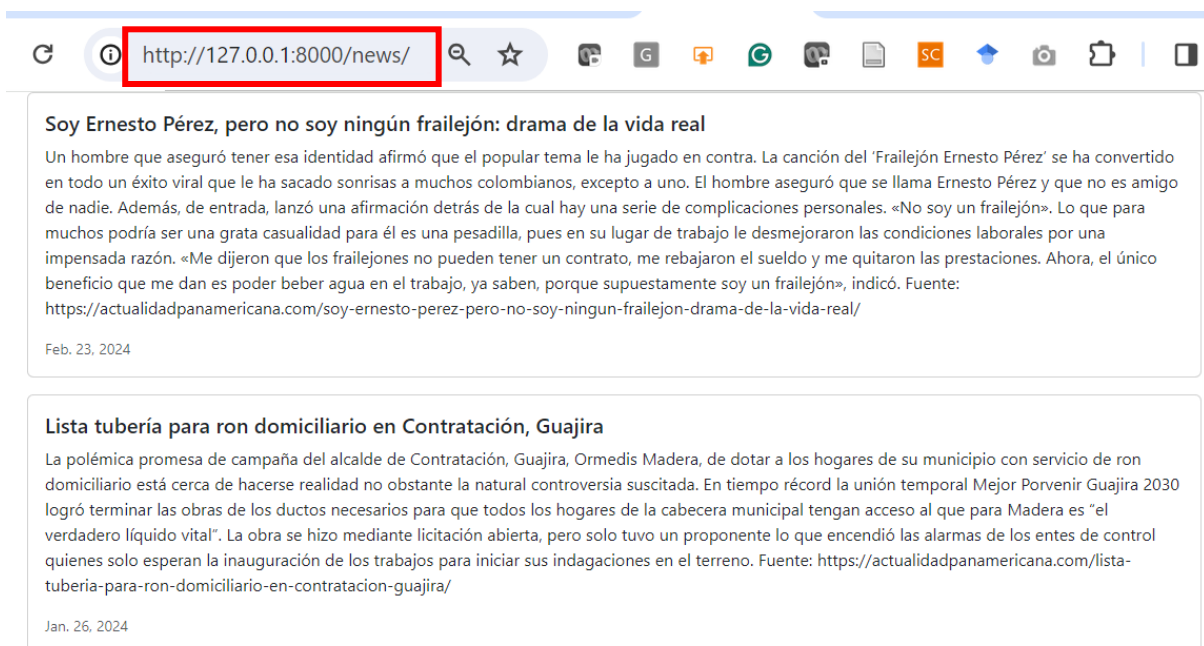 http://127.0.0.1:8000/news/
G
SC
Soy Ernesto Pérez, pero no soy ningún frailejón: drama de la vida real
Un hombre que aseguró tener esa identidad afirmó que el popular tema le ha jugado en contra. La canción del ‘Frailejón Ernesto Pérez’ se ha convertido
en todo un éxito viral que le ha sacado sonrisas a muchos colombianos, excepto a uno. El hombre aseguró que se llama Ernesto Pérez y que no es amigo
de nadie. Además, de entrada, lanzó una afirmación detrás de la cual hay una serie de complicaciones personales. «No soy un frailejón». Lo que para
muchos podría ser una grata casualidad para él es una pesadilla, pues en su lugar de trabajo le desmejoraron las condiciones laborales por una
impensada razón. «Me dijeron que los frailejones no pueden tener un contrato, me rebajaron el sueldo y me quitaron las prestaciones. Ahora, el único
beneficio que me dan es poder beber agua en el trabajo, ya saben, porque supuestamente soy un frailejón», indicó. Fuente:
https://actualidadpanamericana.com/soy-ernesto-perez-pero-no-soy-ningun-frailejon-drama-de-la-vida-real/
Feb. 23, 2024
Lista tubería para ron domiciliario en Contratación, Guajira
La polémica promesa de campaña del alcalde de Contratación, Guajira, Ormedis Madera, de dotar a los hogares de su municipio con servicio de ron
domiciliario está cerca de hacerse realidad no obstante la natural controversia suscitada. En tiempo récord la unión temporal Mejor Porvenir Guajira 2030
logró terminar las obras de los ductos necesarios para que todos los hogares de la cabecera municipal tengan acceso al que para Madera es “el
verdadero líquido vital”. La obra se hizo mediante licitación abierta, pero solo tuvo un proponente lo que encendió las alarmas de los entes de control
quienes solo esperan la inauguración de los trabajos para iniciar sus indagaciones en el terreno. Fuente: https://actualidadpanamericana.com/lista-
tuberia-para-ron-domiciliario-en-contratacion-guajira/
Jan. 26, 2024